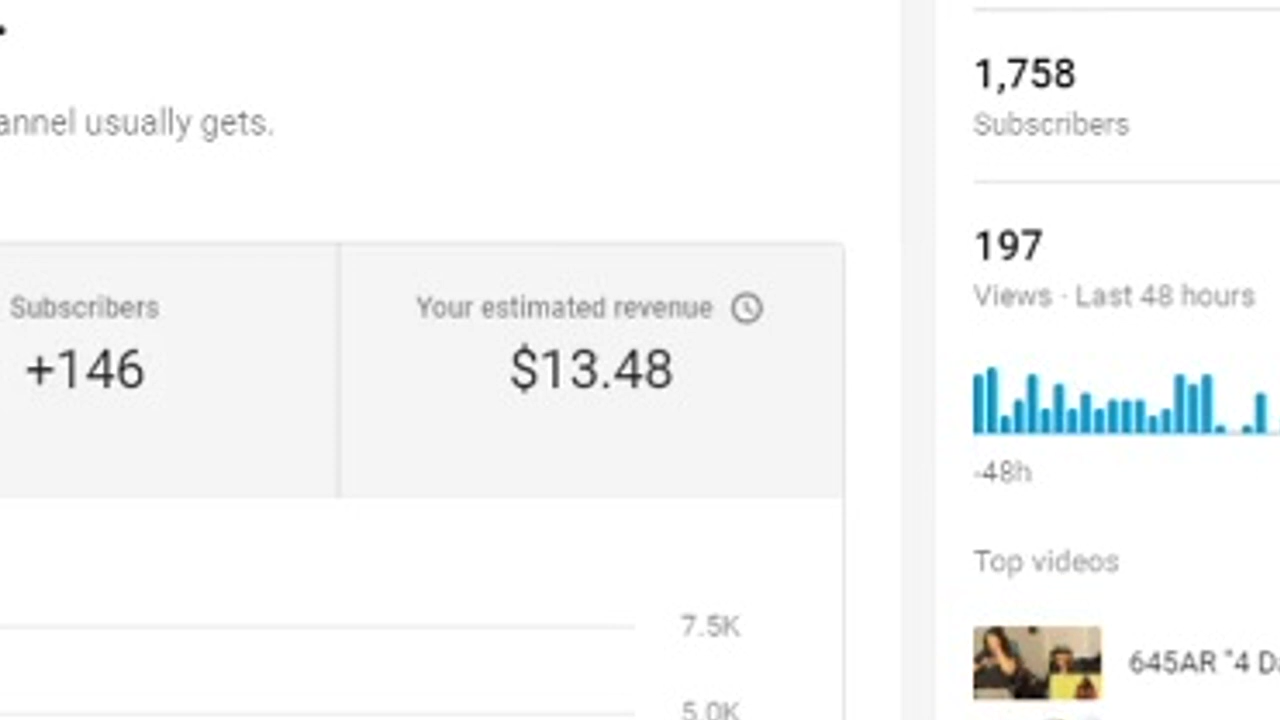 annel usually gets.
Subscribers
+146
Your estimated revenue
$13.48
7.5K
5.0K
1,758
Subscribers
197
Views · Last 48 hours
-48h
Top videos
645AR "4 Da